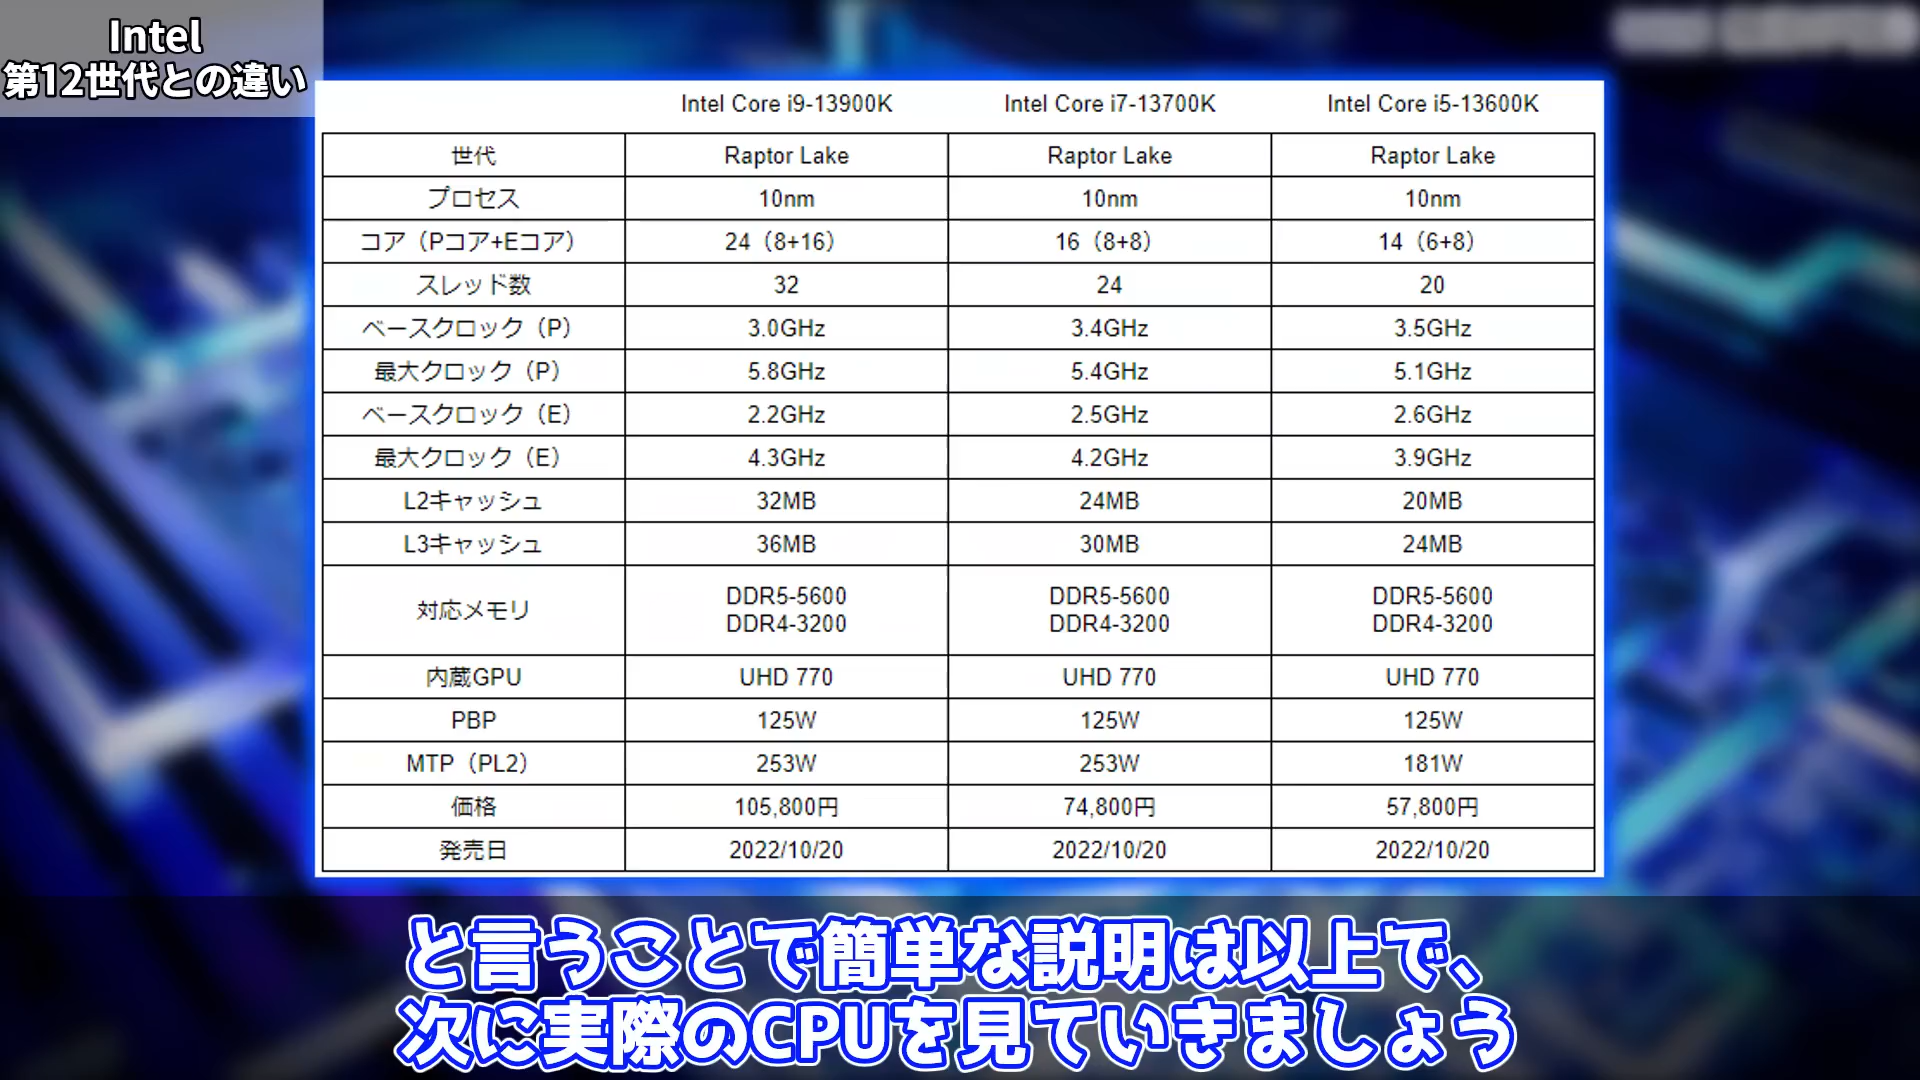 Intel
第12世代との違い
Intel Core i9-13900K Intel Core i7-13700K Intel Core i5-13600K
世代 Raptor Lake Raptor Lake Raptor Lake
プロセス 10nm 10nm 10nm
コア（Pコア+Eコア） 24（8+16） 16（8+8） 14（6+8）
スレッド数 32 24 20
ベースクロック（P） 3.0GHz 3.4GHz 3.5GHz
最大クロック（P） 5.8GHz 5.4GHz 5.1GHz
ベースクロック（E） 2.2GHz 2.5GHz 2.6GHz
最大クロック（E） 4.3GHz 4.2GHz 3.9GHz
L2キャッシュ 32MB 24MB 20MB
L3キャッシュ 36MB 30MB 24MB
対応メモリ DDR5-5600 DDR5-5600 DDR5-5600
DDR4-3200 DDR4-3200 DDR4-3200
内蔵GPU UHD 770 UHD 770 UHD 770
PBP 125W 125W 125W
MTP（PL2） 253W 253W 181W
価格 105,800円 74,800円 57,800円
発売日 2022/10/20 2022/10/20 2022/10/20
と言うことで簡単な説明は以上で、
次に実際のCPUを見ていきましょう